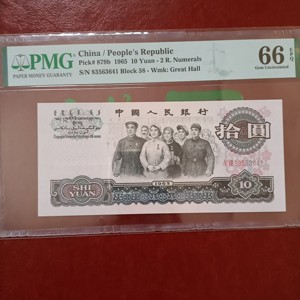 PMG
PAPER MONEY GUARANTY
China / People's Republic
Pick# 879b 1965 10 Yuan - 2 R. Numerals
S/N 83563641 Block 58 - Wmk: Great Hall
66 EPQ
Gem Uncirculated
中國人民銀行
拾圓
SHI
YUAN
1965
10